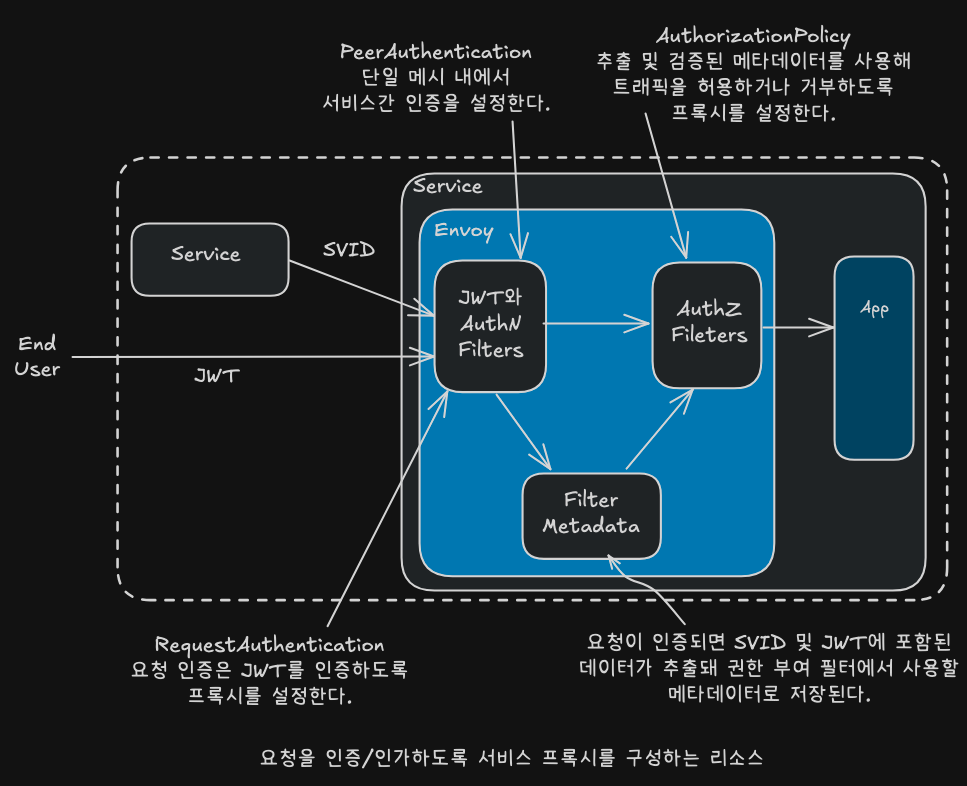 PeerAuthentication
단일 메시 내에서
서비스간 인증을 설정한다.
AuthorizationPolicy
추출 및 검증된 메타데이터를 사용해
트래픽을 허용하거나 거부하도록
프록시를 설정한다.
Service
Envoy
Service
SVID
JWT와
AuthN
Filters
AuthZ
Fileters
App
End
User
JWT
Filter
Metadata
RequestAuthentication
요청 인증은 JWT를 인증하도록
프록시를 설정한다.
요청이 인증되면 SVID 및 JWT에 포함된
데이터가 추출돼 권한 부여 필터에서 사용할
메타데이터로 저장된다.
요청을 인증/인가하도록 서비스 프록시를 구성하는 리소스